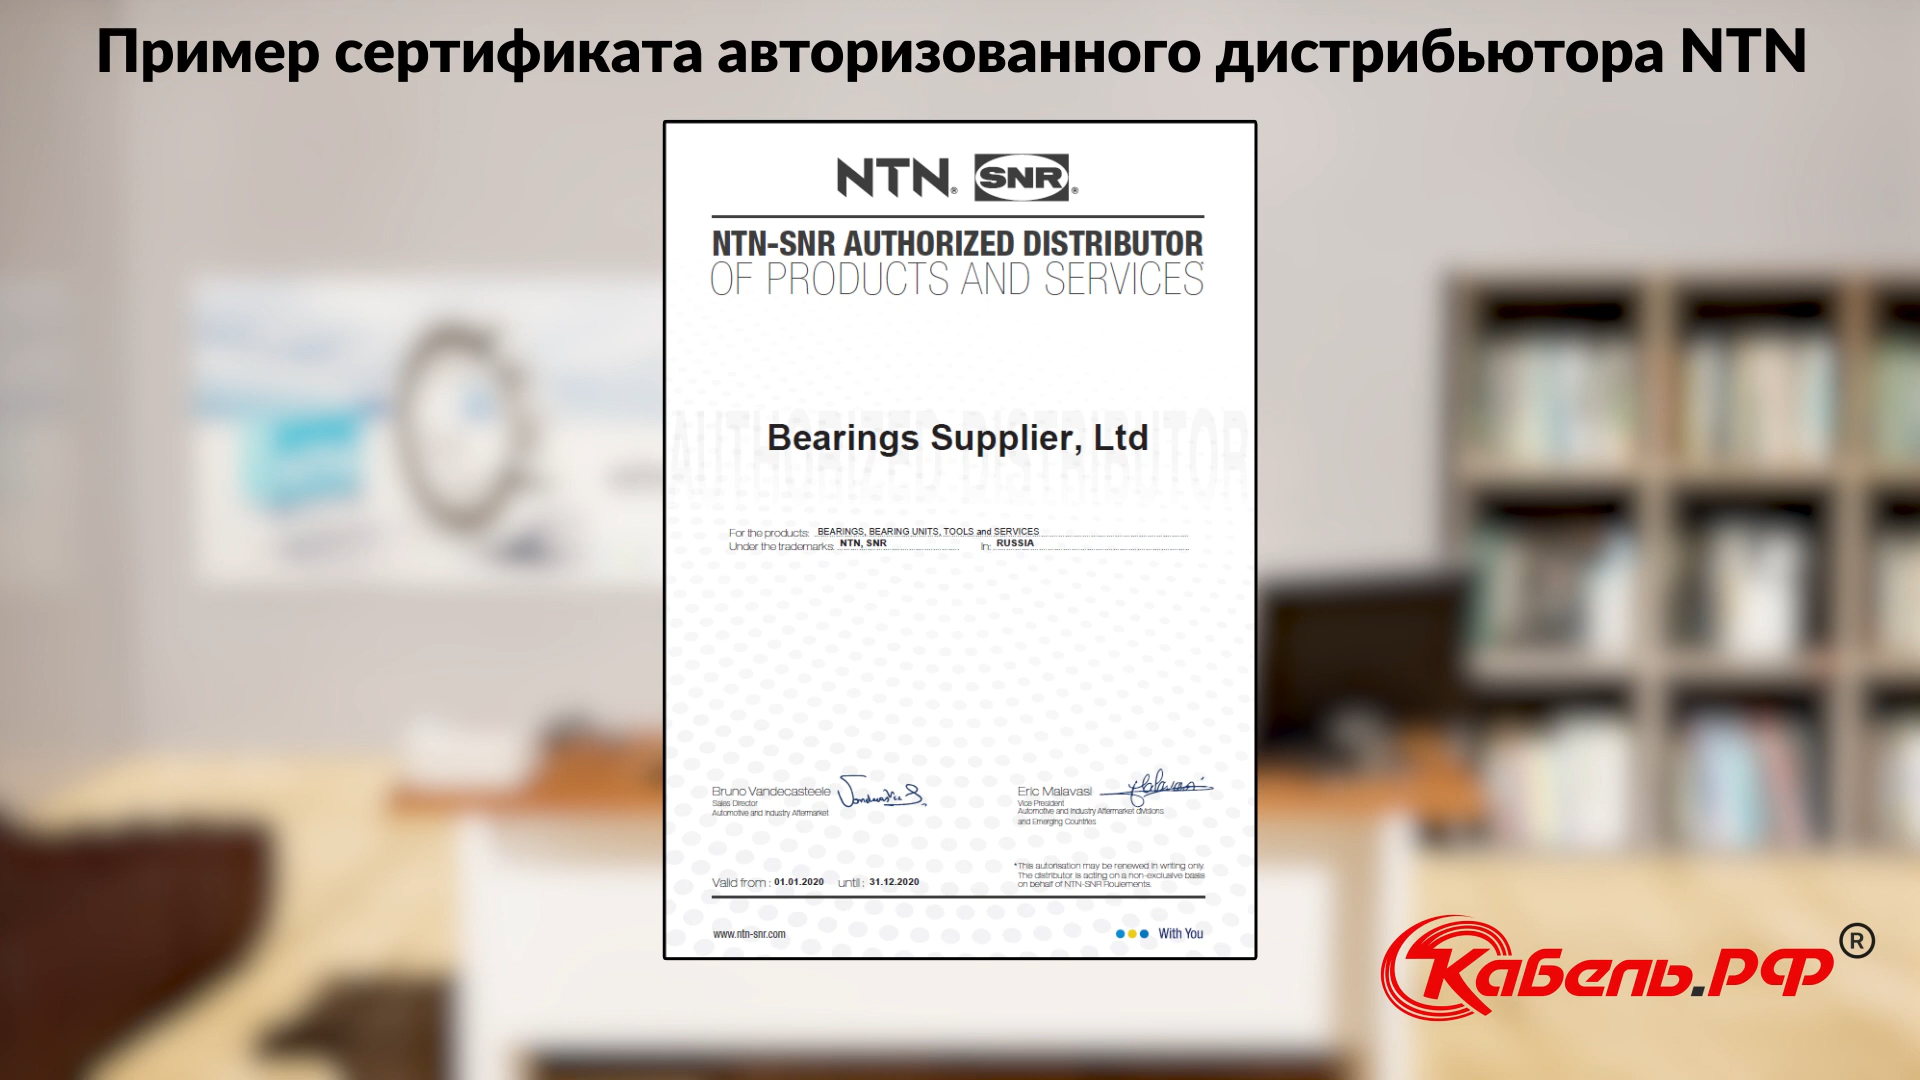 Пример сертификата авторизованного дистрибьютора NTN
NTN® SNR®
NTN-SNR AUTHORIZED DISTRIBUTOR
OF PRODUCTS AND SERVICES*
AUTHORIZED DISTRIBUTOR
Bearings Supplier, Ltd
For the products: BEARINGS, BEARING UNITS, TOOLS and SERVICES
Under the trademarks: NTN, SNR in: RUSSIA
Bruno Vandecasteele
Sales Director
Automotive and Industry Aftermarket
Eric Malavasi
Vice President
Automotive and Industry Aftermarket divisions
and Emerging Countries
*This autorisation may be renewed in writing only.
The distributor is acting on a non-exclusive basis
on behalf of NTN-SNR Roulements.
Valid from : 01.01.2020 until : 31.12.2020
www.ntn-snr.com
With You
Кабель.РФ®